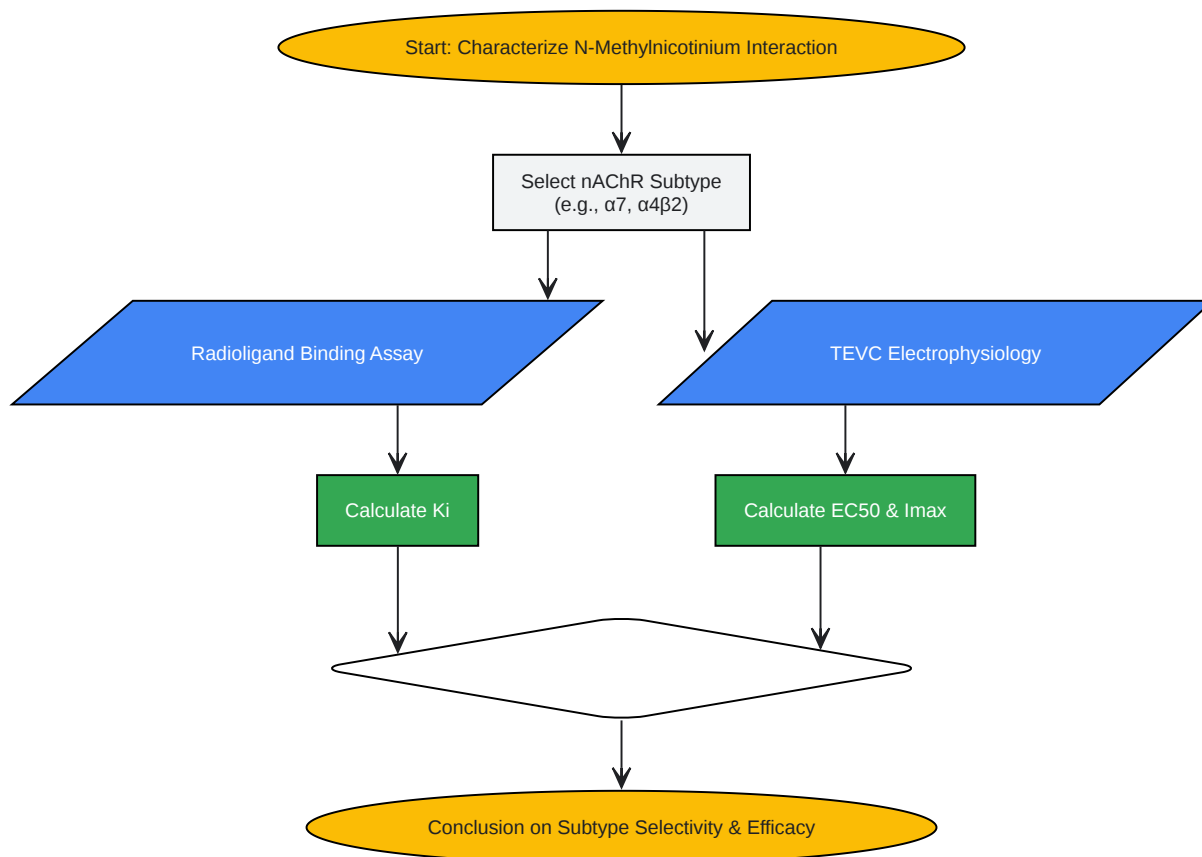 Start: Characterize N-Methylnicotinium Interaction
Select nAChR Subtype
(e.g., α7, α4β2)
Radioligand Binding Assay
TEVC Electrophysiology
Calculate Ki
Calculate EC50 & Imax
Conclusion on Subtype Selectivity & Efficacy